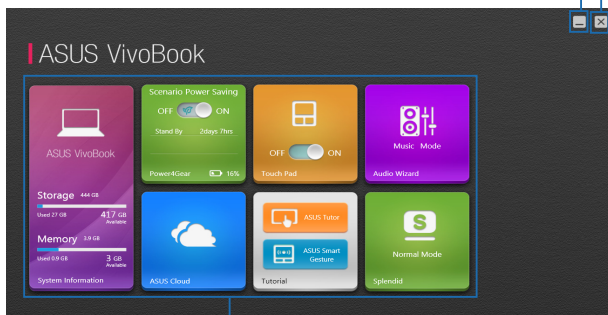 ASUS VivoBook
ASUS VivoBook
Storage 444 GB
Used 27 GB 417 GB
Available
Memory 3.9 GB
Used 0.9 GB 3 GB
Available
System Information
Scenario Power Saving
OFF ON
Stand By 2days 7hrs
Power4Gear 16%
OFF ON
Touch Pad
Music Mode
Audio Wizard
ASUS Cloud
ASUS Tutor
ASUS Smart
Gesture
Tutorial
S
Normal Mode
Splendid